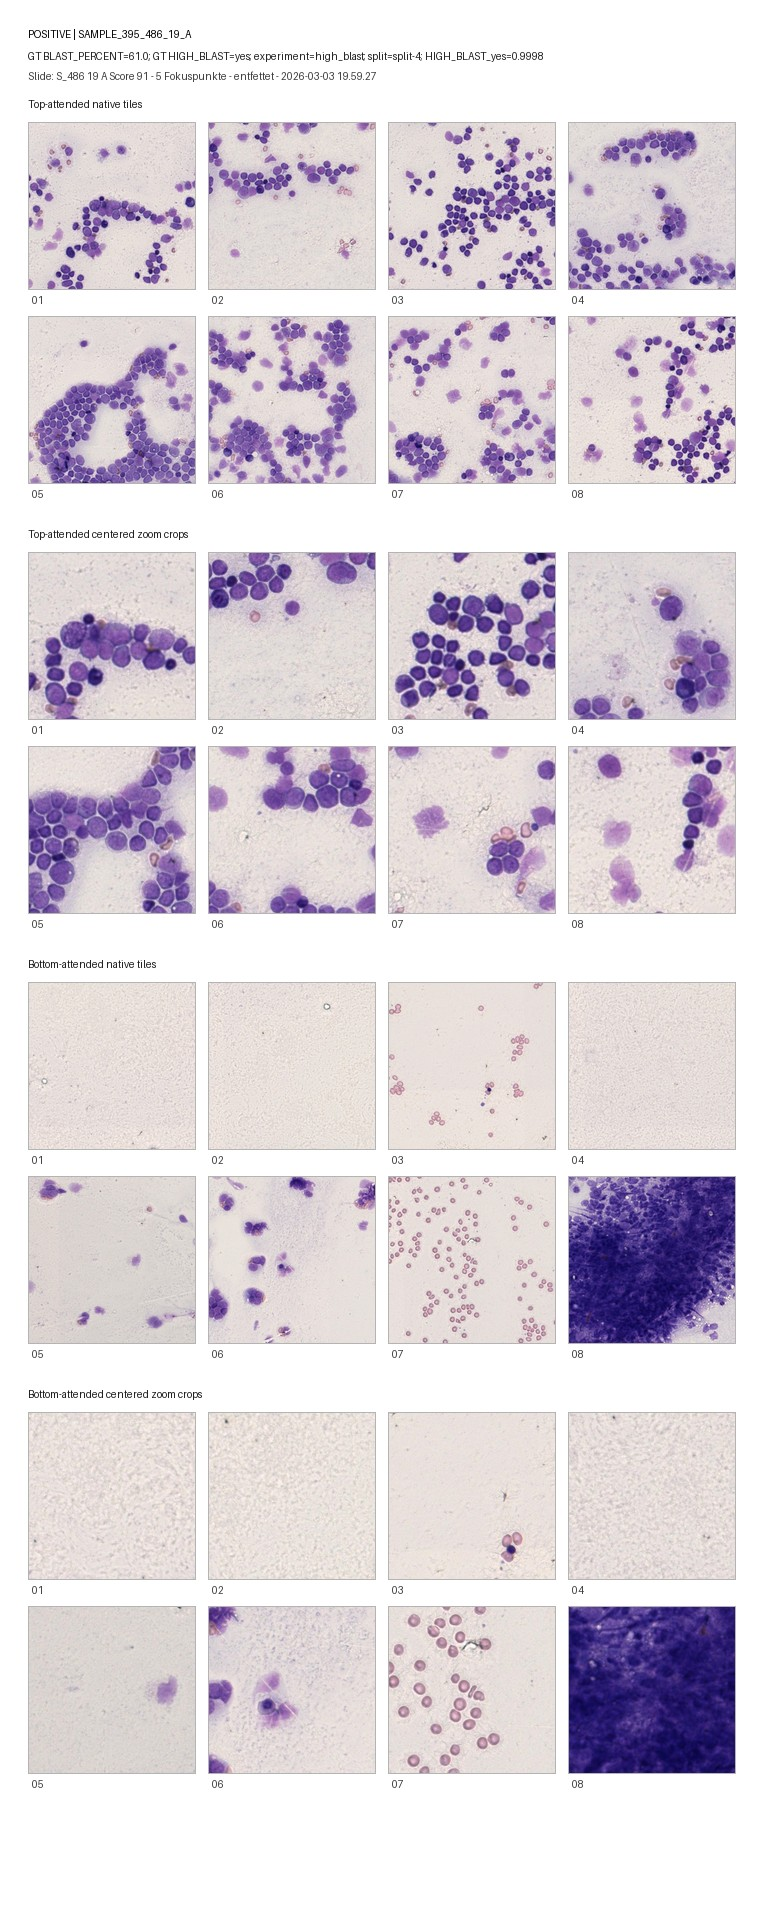 POSITIVE | SAMPLE_395_486_19_A
GT BLAST_PERCENT=61.0; GT HIGH_BLAST=yes; experiment=high_blast; split=split-4; HIGH_BLAST_yes=0.9998
Slide: S_486 19 A Score 91 - 5 Fokuspunkte - entfettet - 2026-03-03 19.59.27
Top-attended native tiles
01 02 03 04
05 06 07 08
Top-attended centered zoom crops
01 02 03 04
05 06 07 08
Bottom-attended native tiles
01 02 03 04
05 06 07 08
Bottom-attended centered zoom crops
01 02 03 04
05 06 07 08